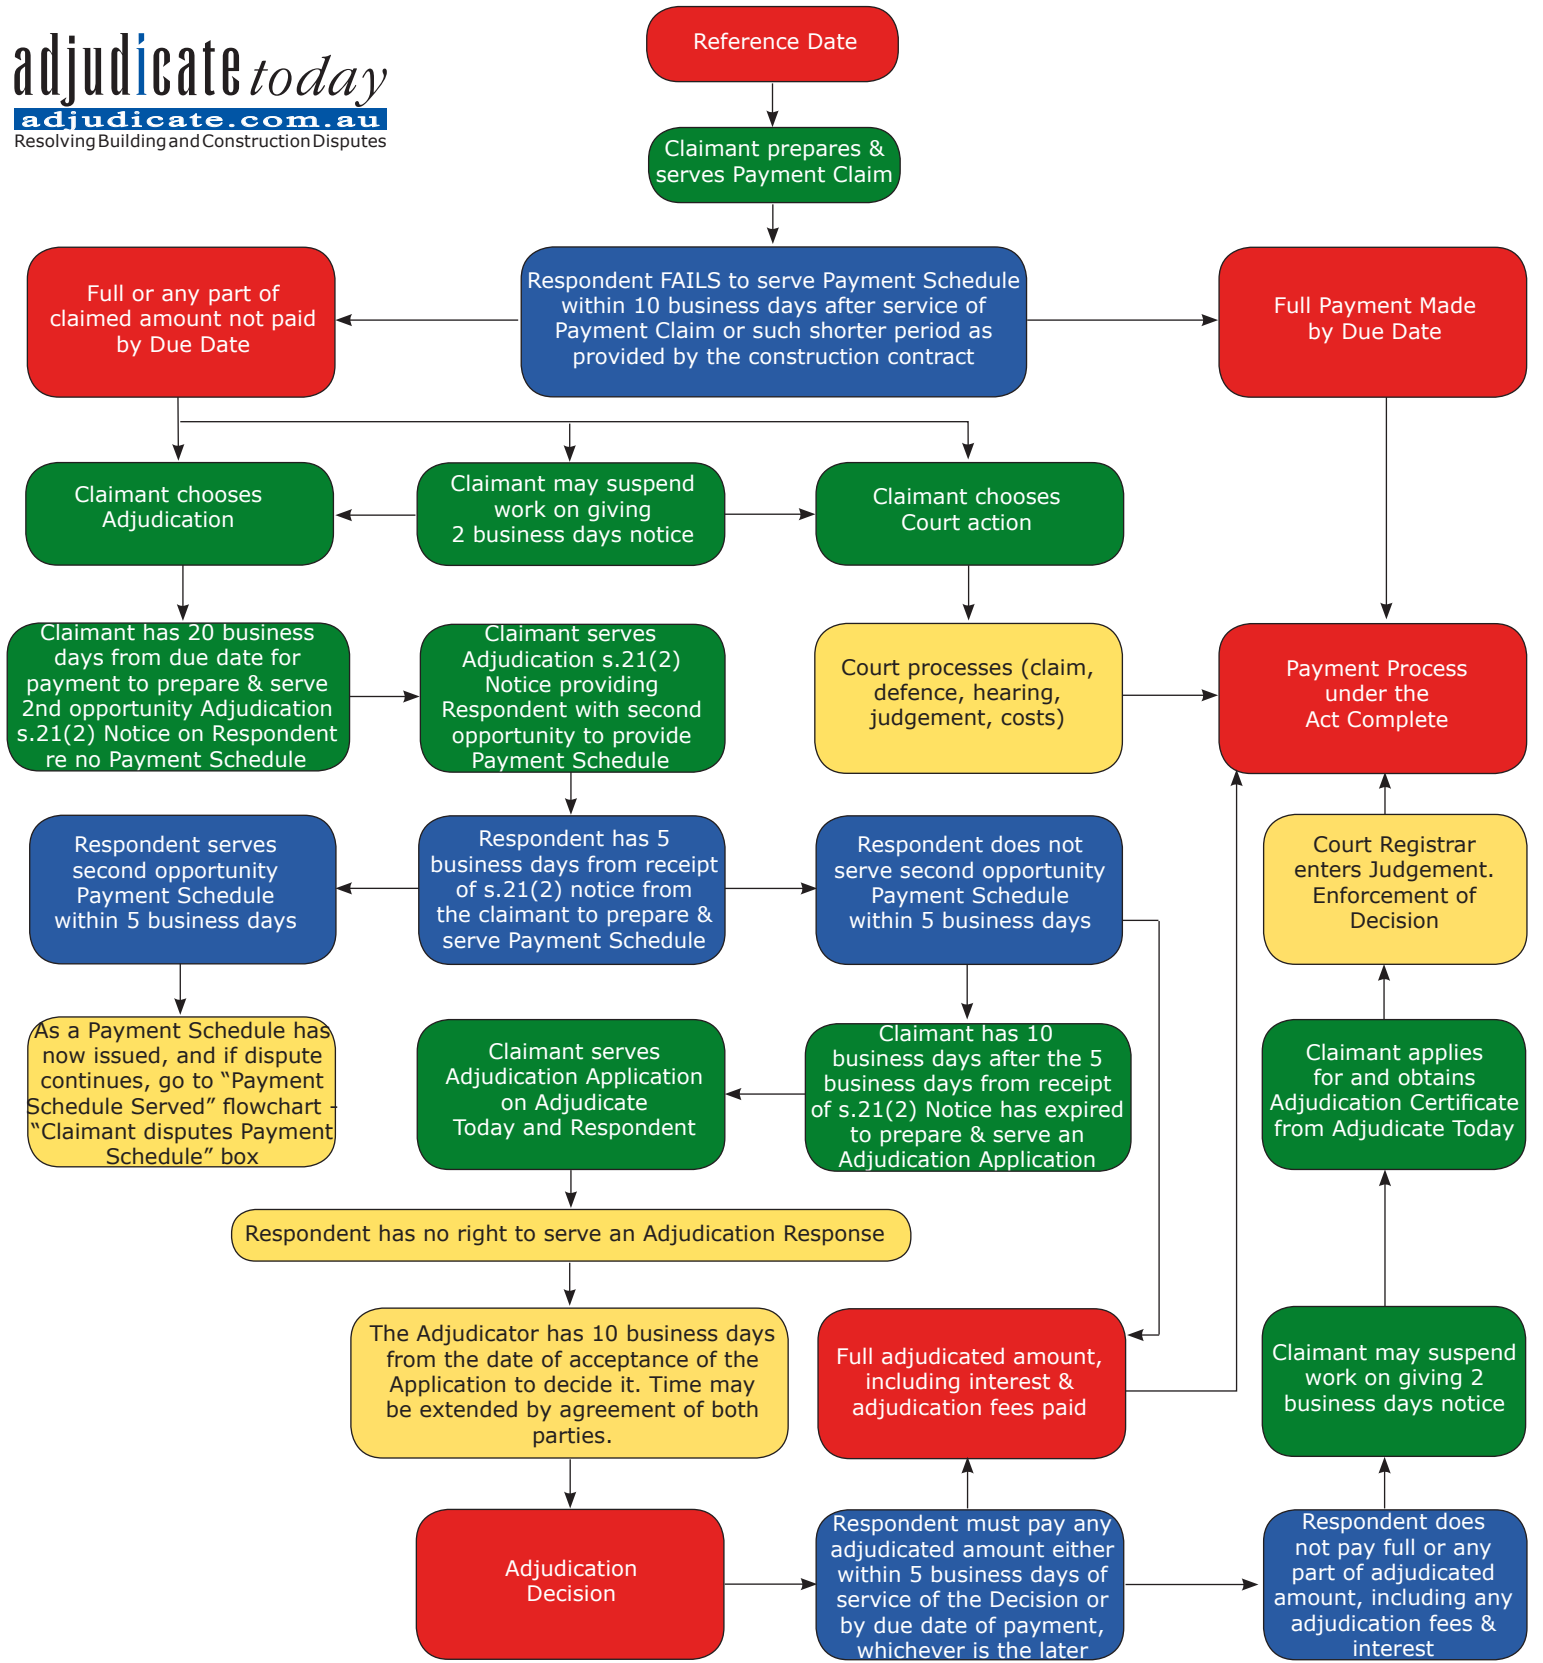 adjudicate today
adjudicate.com.au
Resolving Building and Construction Disputes
Reference Date
Claimant prepares &
serves Payment Claim
Full or any part of
claimed amount not paid
by Due Date
Respondent FAILS to serve Payment Schedule
within 10 business days after service of
Payment Claim or such shorter period as
provided by the construction contract
Full Payment Made
by Due Date
Claimant chooses
Adjudication
Claimant may suspend
work on giving
2 business days notice
Claimant chooses
Court action
Claimant has 20 business
days from due date for
payment to prepare & serve
2nd opportunity Adjudication
s.21(2) Notice on Respondent
re no Payment Schedule
Claimant serves
Adjudication s.21(2)
Notice providing
Respondent with second
opportunity to provide
Payment Schedule
Court processes (claim,
defence, hearing,
judgement, costs)
Payment Process
under the
Act Complete
Respondent serves
second opportunity
Payment Schedule
within 5 business days
Respondent has 5
business days from receipt
of s.21(2) notice from
the claimant to prepare &
serve Payment Schedule
Respondent does not
serve second opportunity
Payment Schedule
within 5 business days
Court Registrar
enters Judgement.
Enforcement of
Decision
As a Payment Schedule has
now issued, and if dispute
continues, go to “Payment
Schedule Served” flowchart -
“Claimant disputes Payment
Schedule” box
Claimant serves
Adjudication Application
on Adjudicate
Today and Respondent
Claimant has 10
business days after the 5
business days from receipt
of s.21(2) Notice has expired
to prepare & serve an
Adjudication Application
Claimant applies
for and obtains
Adjudication Certificate
from Adjudicate Today
Respondent has no right to serve an Adjudication Response
The Adjudicator has 10 business days
from the date of acceptance of the
Application to decide it. Time may
be extended by agreement of both
parties.
Full adjudicated amount,
including interest &
adjudication fees paid
Claimant may suspend
work on giving 2
business days notice
Adjudication
Decision
Respondent must pay any
adjudicated amount either
within 5 business days of
service of the Decision or
by due date of payment,
whichever is the later
Respondent does
not pay full or any
part of adjudicated
amount, including any
adjudication fees &
interest